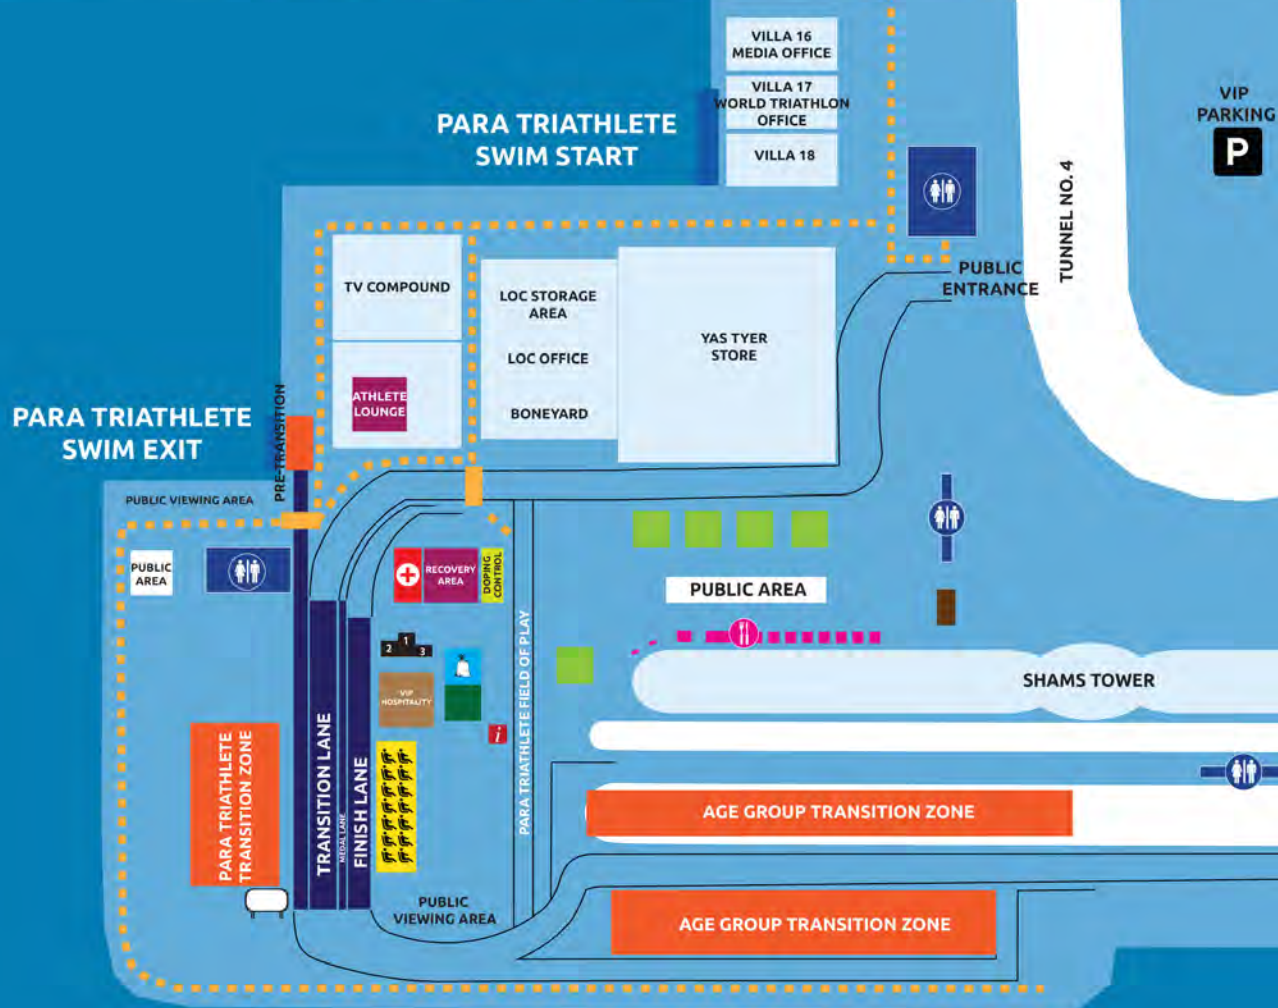 VILLA 16
MEDIA OFFICE
VILLA 17
WORLD TRIATHLON
OFFICE
VILLA 18
VIP
PARKING
P
PARA TRIATHLETE
SWIM START
TUNNEL NO. 4
PUBLIC
ENTRANCE
TV COMPOUND
LOC STORAGE
AREA
LOC OFFICE
BONEYARD
YAS TYER
STORE
ATHLETE
LOUNGE
PARA TRIATHLETE
SWIM EXIT
PRE-TRANSITION
PUBLIC VIEWING AREA
PUBLIC
AREA
RECOVERY
AREA
DOPING
CONTROL
PUBLIC AREA
1
2
3
VIP
HOSPITALITY
i
PARA TRIATHLETE FIELD OF PLAY
SHAMS TOWER
PARA TRIATHLETE
TRANSITION ZONE
TRANSITION LANE
MEDAL LANE
FINISH LANE
AGE GROUP TRANSITION ZONE
PUBLIC
VIEWING AREA
AGE GROUP TRANSITION ZONE